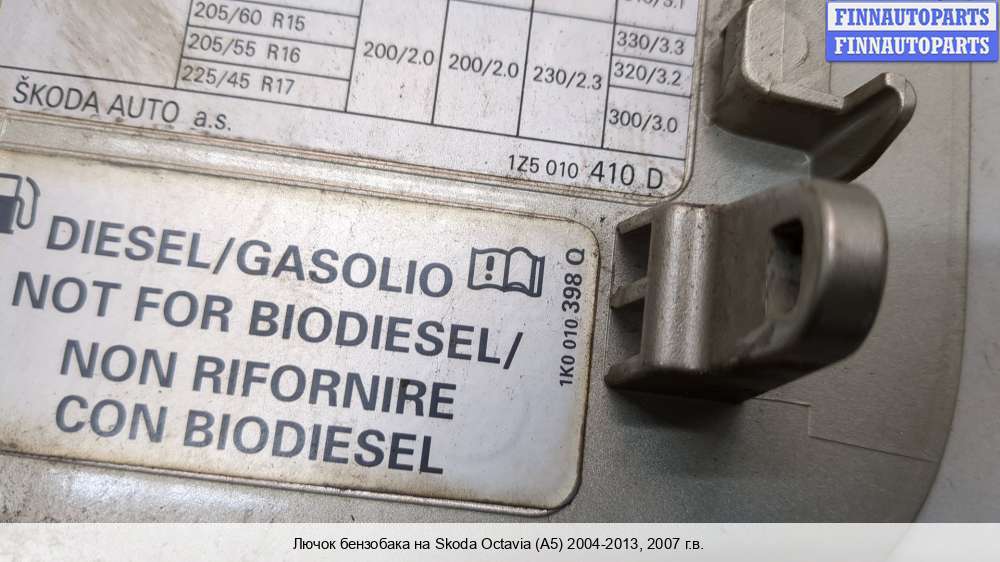 FINNAUTOPARTS
FINNAUTOPARTS
205/60 R15
205/55 R16
225/45 R17
200/2.0
200/2.0
230/2.3
330/3.3
320/3.2
300/3.0
ŠKODA AUTO a.s.
1Z5 010 410 D
DIESEL/GASOLIO
NOT FOR BIODIESEL/
NON RIFORNIRE
CON BIODIESEL
1K0 010 398 Q
Лючок бензобака на Skoda Octavia (A5) 2004-2013, 2007 г.в.